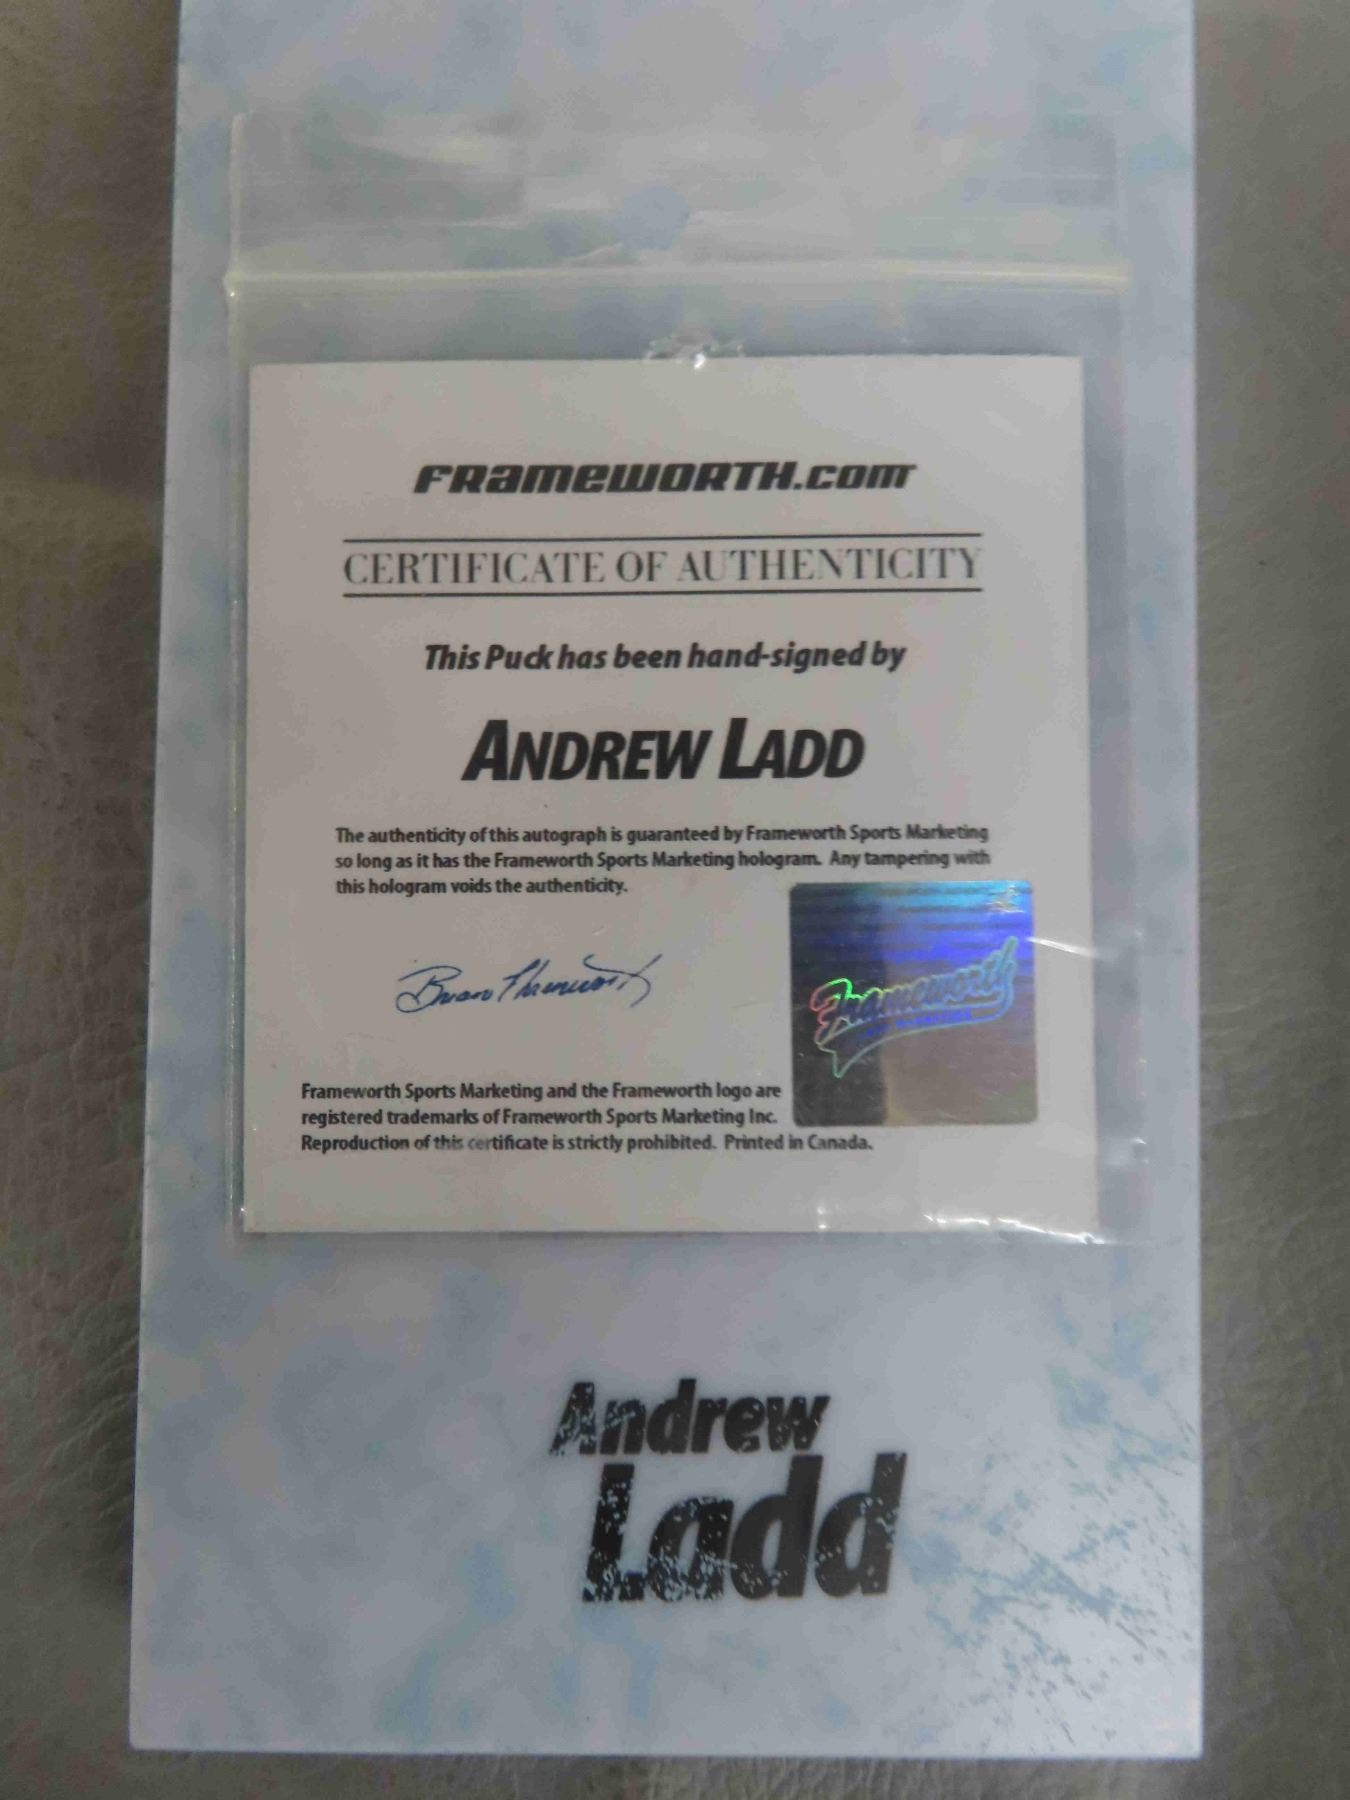 FRAMEWORTH.COM
CERTIFICATE OF AUTHENTICITY
This Puck has been hand-signed by
ANDREW LADD
The authenticity of this autograph is guaranteed by Frameworth Sports Marketing
so long as it has the Frameworth Sports Marketing hologram. Any tampering with
this hologram voids the authenticity.
Frameworth
Frameworth Sports Marketing and the Frameworth logo are
registered trademarks of Frameworth Sports Marketing Inc.
Reproduction of this certificate is strictly prohibited. Printed in Canada.
Andrew
Ladd